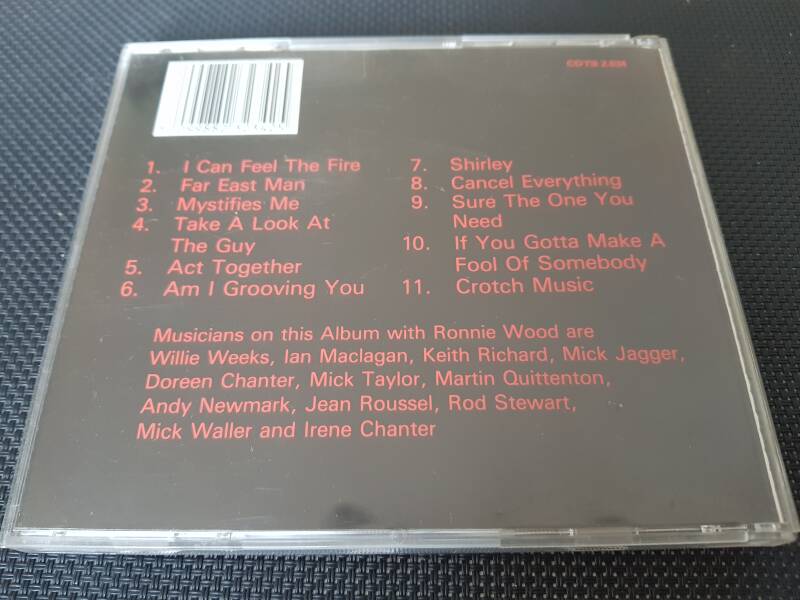 CDTB 2.034
1. I Can Feel The Fire
2. Far East Man
3. Mystifies Me
4. Take A Look At
The Guy
5. Act Together
6. Am I Grooving You
7. Shirley
8. Cancel Everything
9. Sure The One You
Need
10. If You Gotta Make A
Fool Of Somebody
11. Crotch Music
Musicians on this Album with Ronnie Wood are
Willie Weeks, Ian Maclagan, Keith Richard, Mick Jagger,
Doreen Chanter, Mick Taylor, Martin Quittenton,
Andy Newmark, Jean Roussel, Rod Stewart,
Mick Waller and Irene Chanter